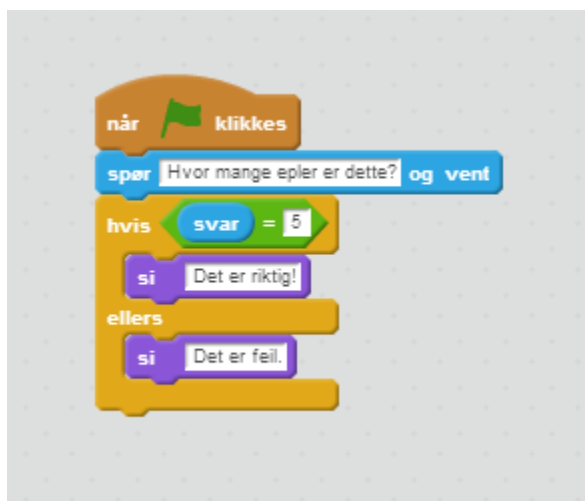 når klikkes
spør Hvor mange epler er dette? og vent
hvis svar = 5
si Det er riktig!
ellers
si Det er feil.